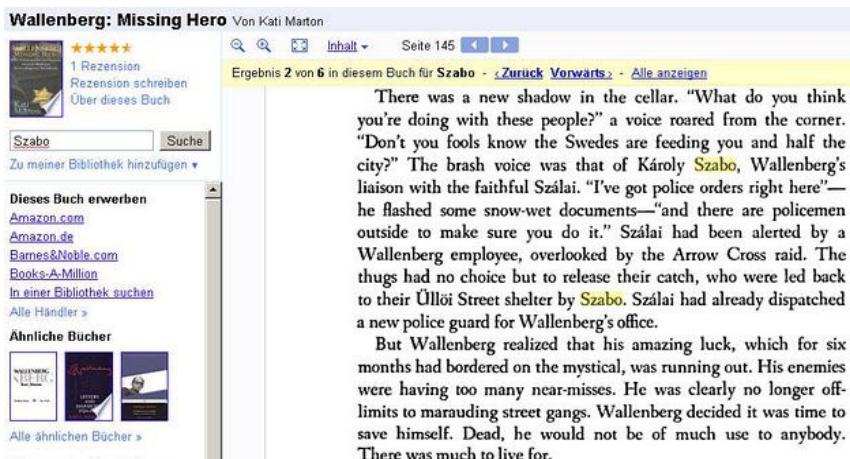 Wallenberg: Missing Hero Von Kati Marton
1 Rezension
Rezension schreiben
Über dieses Buch
Szabo Suche
Zu meiner Bibliothek hinzufügen
Dieses Buch erwerben
Amazon.com
Amazon.de
Barnes&Noble.com
Books-A-Million
In einer Bibliothek suchen
Alle Händler »
Ähnliche Bücher
Alle ähnlichen Bücher »
Inhalt Seite 145
Ergebnis 2 von 6 in diesem Buch für Szabo - ‹ Zurück Vorwärts › - Alle anzeigen
There was a new shadow in the cellar. “What do you think
you’re doing with these people?” a voice roared from the corner.
“Don’t you fools know the Swedes are feeding you and half the
city?” The brash voice was that of Károly Szabo, Wallenberg’s
liaison with the faithful Szálai. “I’ve got police orders right here”—
he flashed some snow-wet documents—“and there are policemen
outside to make sure you do it.” Szálai had been alerted by a
Wallenberg employee, overlooked by the Arrow Cross raid. The
thugs had no choice but to release their catch, who were led back
to their Üllöi Street shelter by Szabo. Szálai had already dispatched
a new police guard for Wallenberg’s office.
But Wallenberg realized that his amazing luck, which for six
months had bordered on the mystical, was running out. His enemies
were having too many near-misses. He was clearly no longer off-
limits to marauding street gangs. Wallenberg decided it was time to
save himself. Dead, he would not be of much use to anybody.
There was much to live for.